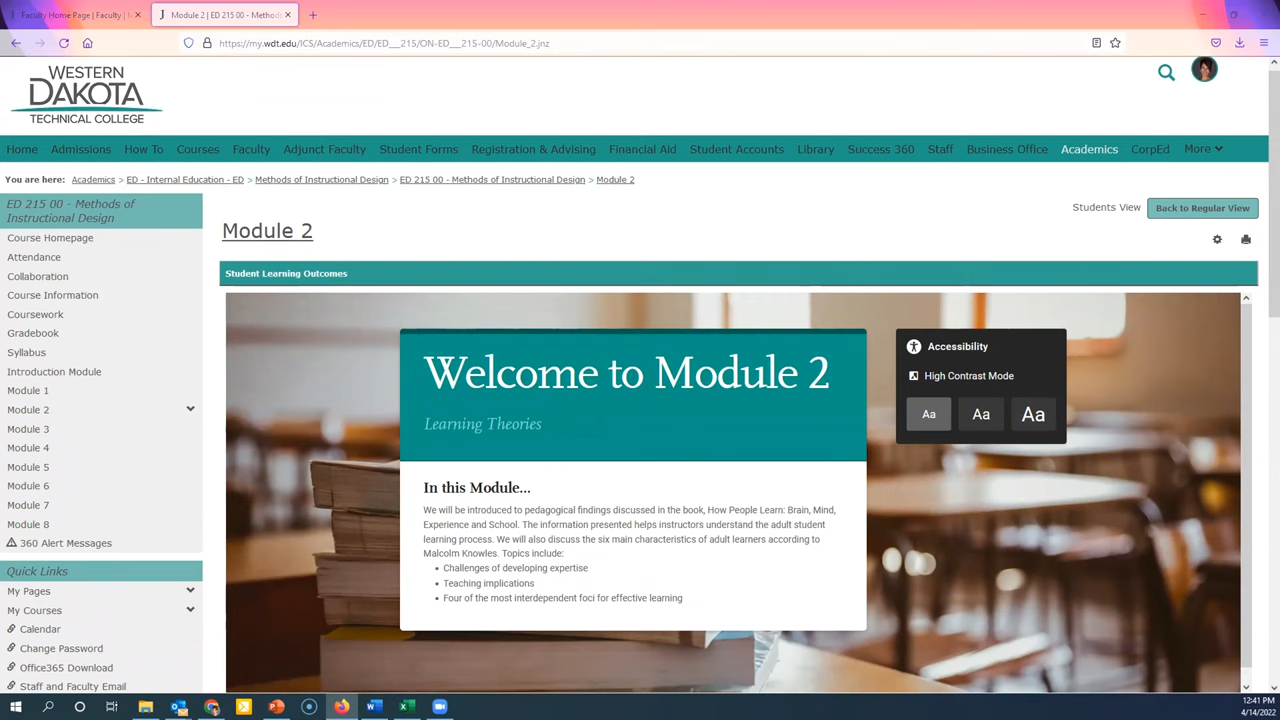 Faculty Home Page | Faculty | M
Module 2 | ED 215 00 - Methods
https://my.wdt.edu/ICS/Academics/ED/ED__215/ON-ED__215-00/Module_2.jnz
WESTERN
DAKOTA
TECHNICAL COLLEGE
Home Admissions How To Courses Faculty Adjunct Faculty Student Forms Registration & Advising Financial Aid Student Accounts Library Success 360 Staff Business Office Academics CorpEd More
You are here: Academics > ED - Internal Education - ED > Methods of Instructional Design > ED 215 00 - Methods of Instructional Design > Module 2
ED 215 00 - Methods of
Instructional Design
Course Homepage
Attendance
Collaboration
Course Information
Coursework
Gradebook
Syllabus
Introduction Module
Module 1
Module 2
Module 3
Module 4
Module 5
Module 6
Module 7
Module 8
360 Alert Messages
Quick Links
My Pages
My Courses
Calendar
Change Password
Office365 Download
Staff and Faculty Email
Students View Back to Regular View
Module 2
Student Learning Outcomes
Welcome to Module 2
Learning Theories
In this Module...
We will be introduced to pedagogical findings discussed in the book, How People Learn: Brain, Mind,
Experience and School. The information presented helps instructors understand the adult student
learning process. We will also discuss the six main characteristics of adult learners according to
Malcolm Knowles. Topics include:
• Challenges of developing expertise
• Teaching implications
• Four of the most interdependent foci for effective learning
Accessibility
High Contrast Mode
Aa Aa Aa
12:41 PM
4/14/2022